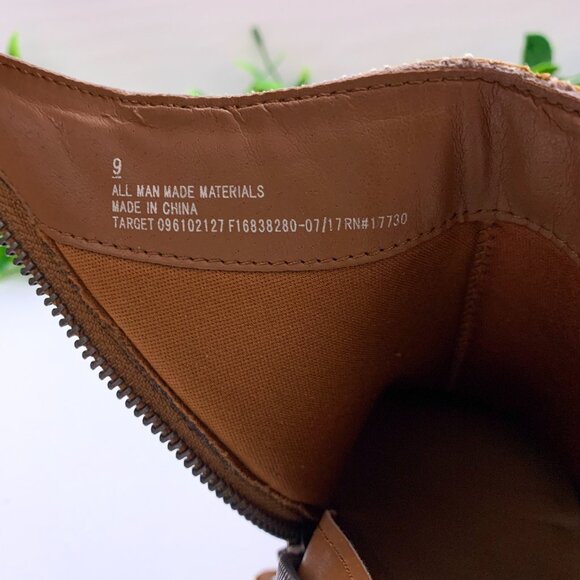 9
ALL MAN MADE MATERIALS
MADE IN CHINA
TARGET 096102127 F16838280-07/17 RN#17730